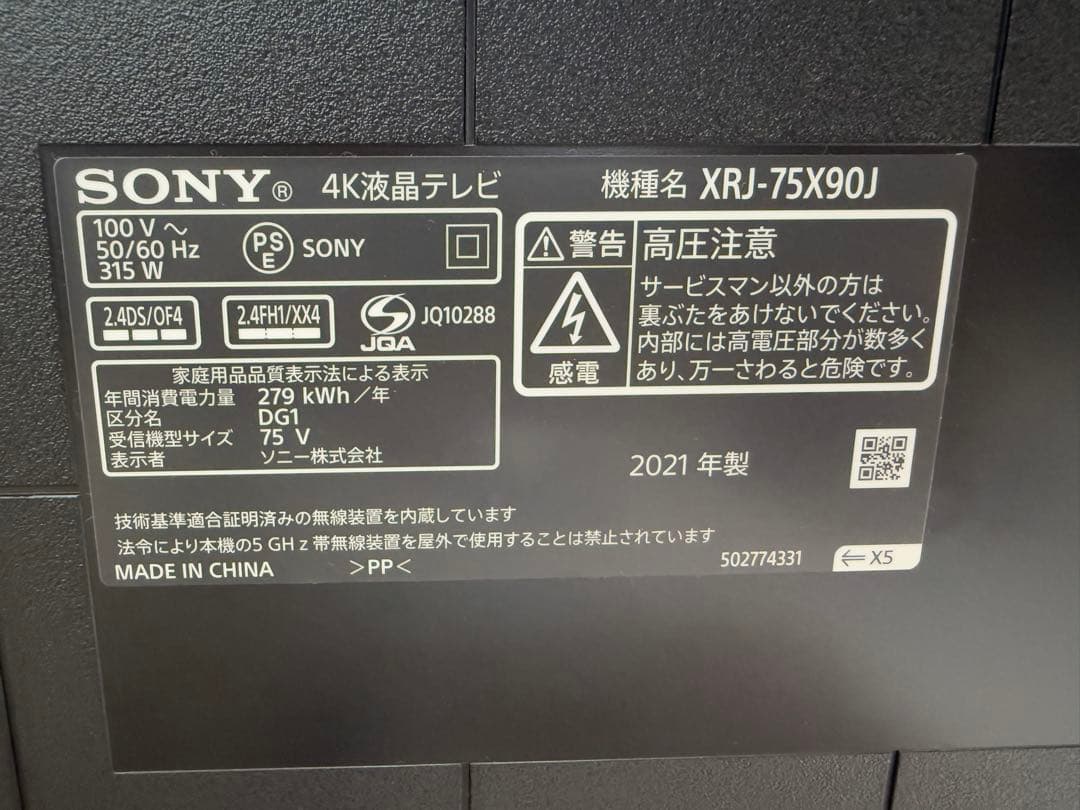 SONY® 4K液晶テレビ 機種名 XRJ-75X90J
100 V ～
50/60 Hz
315 W
PS
E
SONY
2.4DS/OF4
2.4FH1/XX4
JQA
JQ10288
家庭用品品質表示法による表示
年間消費電力量 279 kWh／年
区分名 DG1
受信機型サイズ 75 V
表示者 ソニー株式会社
警告 高圧注意
感電
サービスマン以外の方は
裏ぶたをあけないでください。
内部には高電圧部分が数多く
あり、万一さわると危険です。
2021 年製
技術基準適合証明済みの無線装置を内蔵しています
法令により本機の5 GHz 帯無線装置を屋外で使用することは禁止されています
MADE IN CHINA >PP<
502774331
⇐ X5